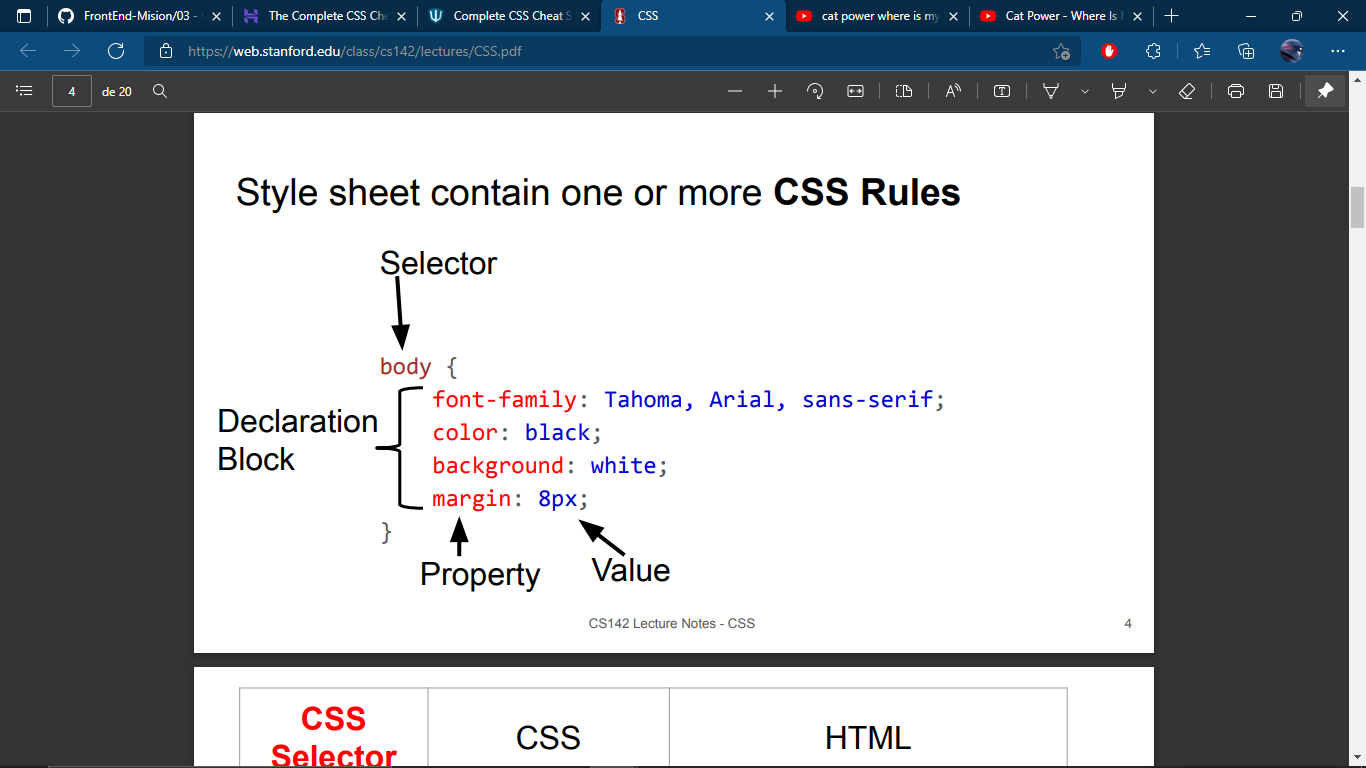 FrontEnd-Mision/03 -
The Complete CSS Che
Complete CSS Cheat S
CSS
cat power where is my
Cat Power - Where Is
https://web.stanford.edu/class/cs142/lectures/CSS.pdf
4 de 20
Style sheet contain one or more CSS Rules
Selector
body {
Declaration
Block
font-family: Tahoma, Arial, sans-serif;
color: black;
background: white;
margin: 8px;
}
Property
Value
CS142 Lecture Notes - CSS
4
CSS
Selector
CSS
HTML